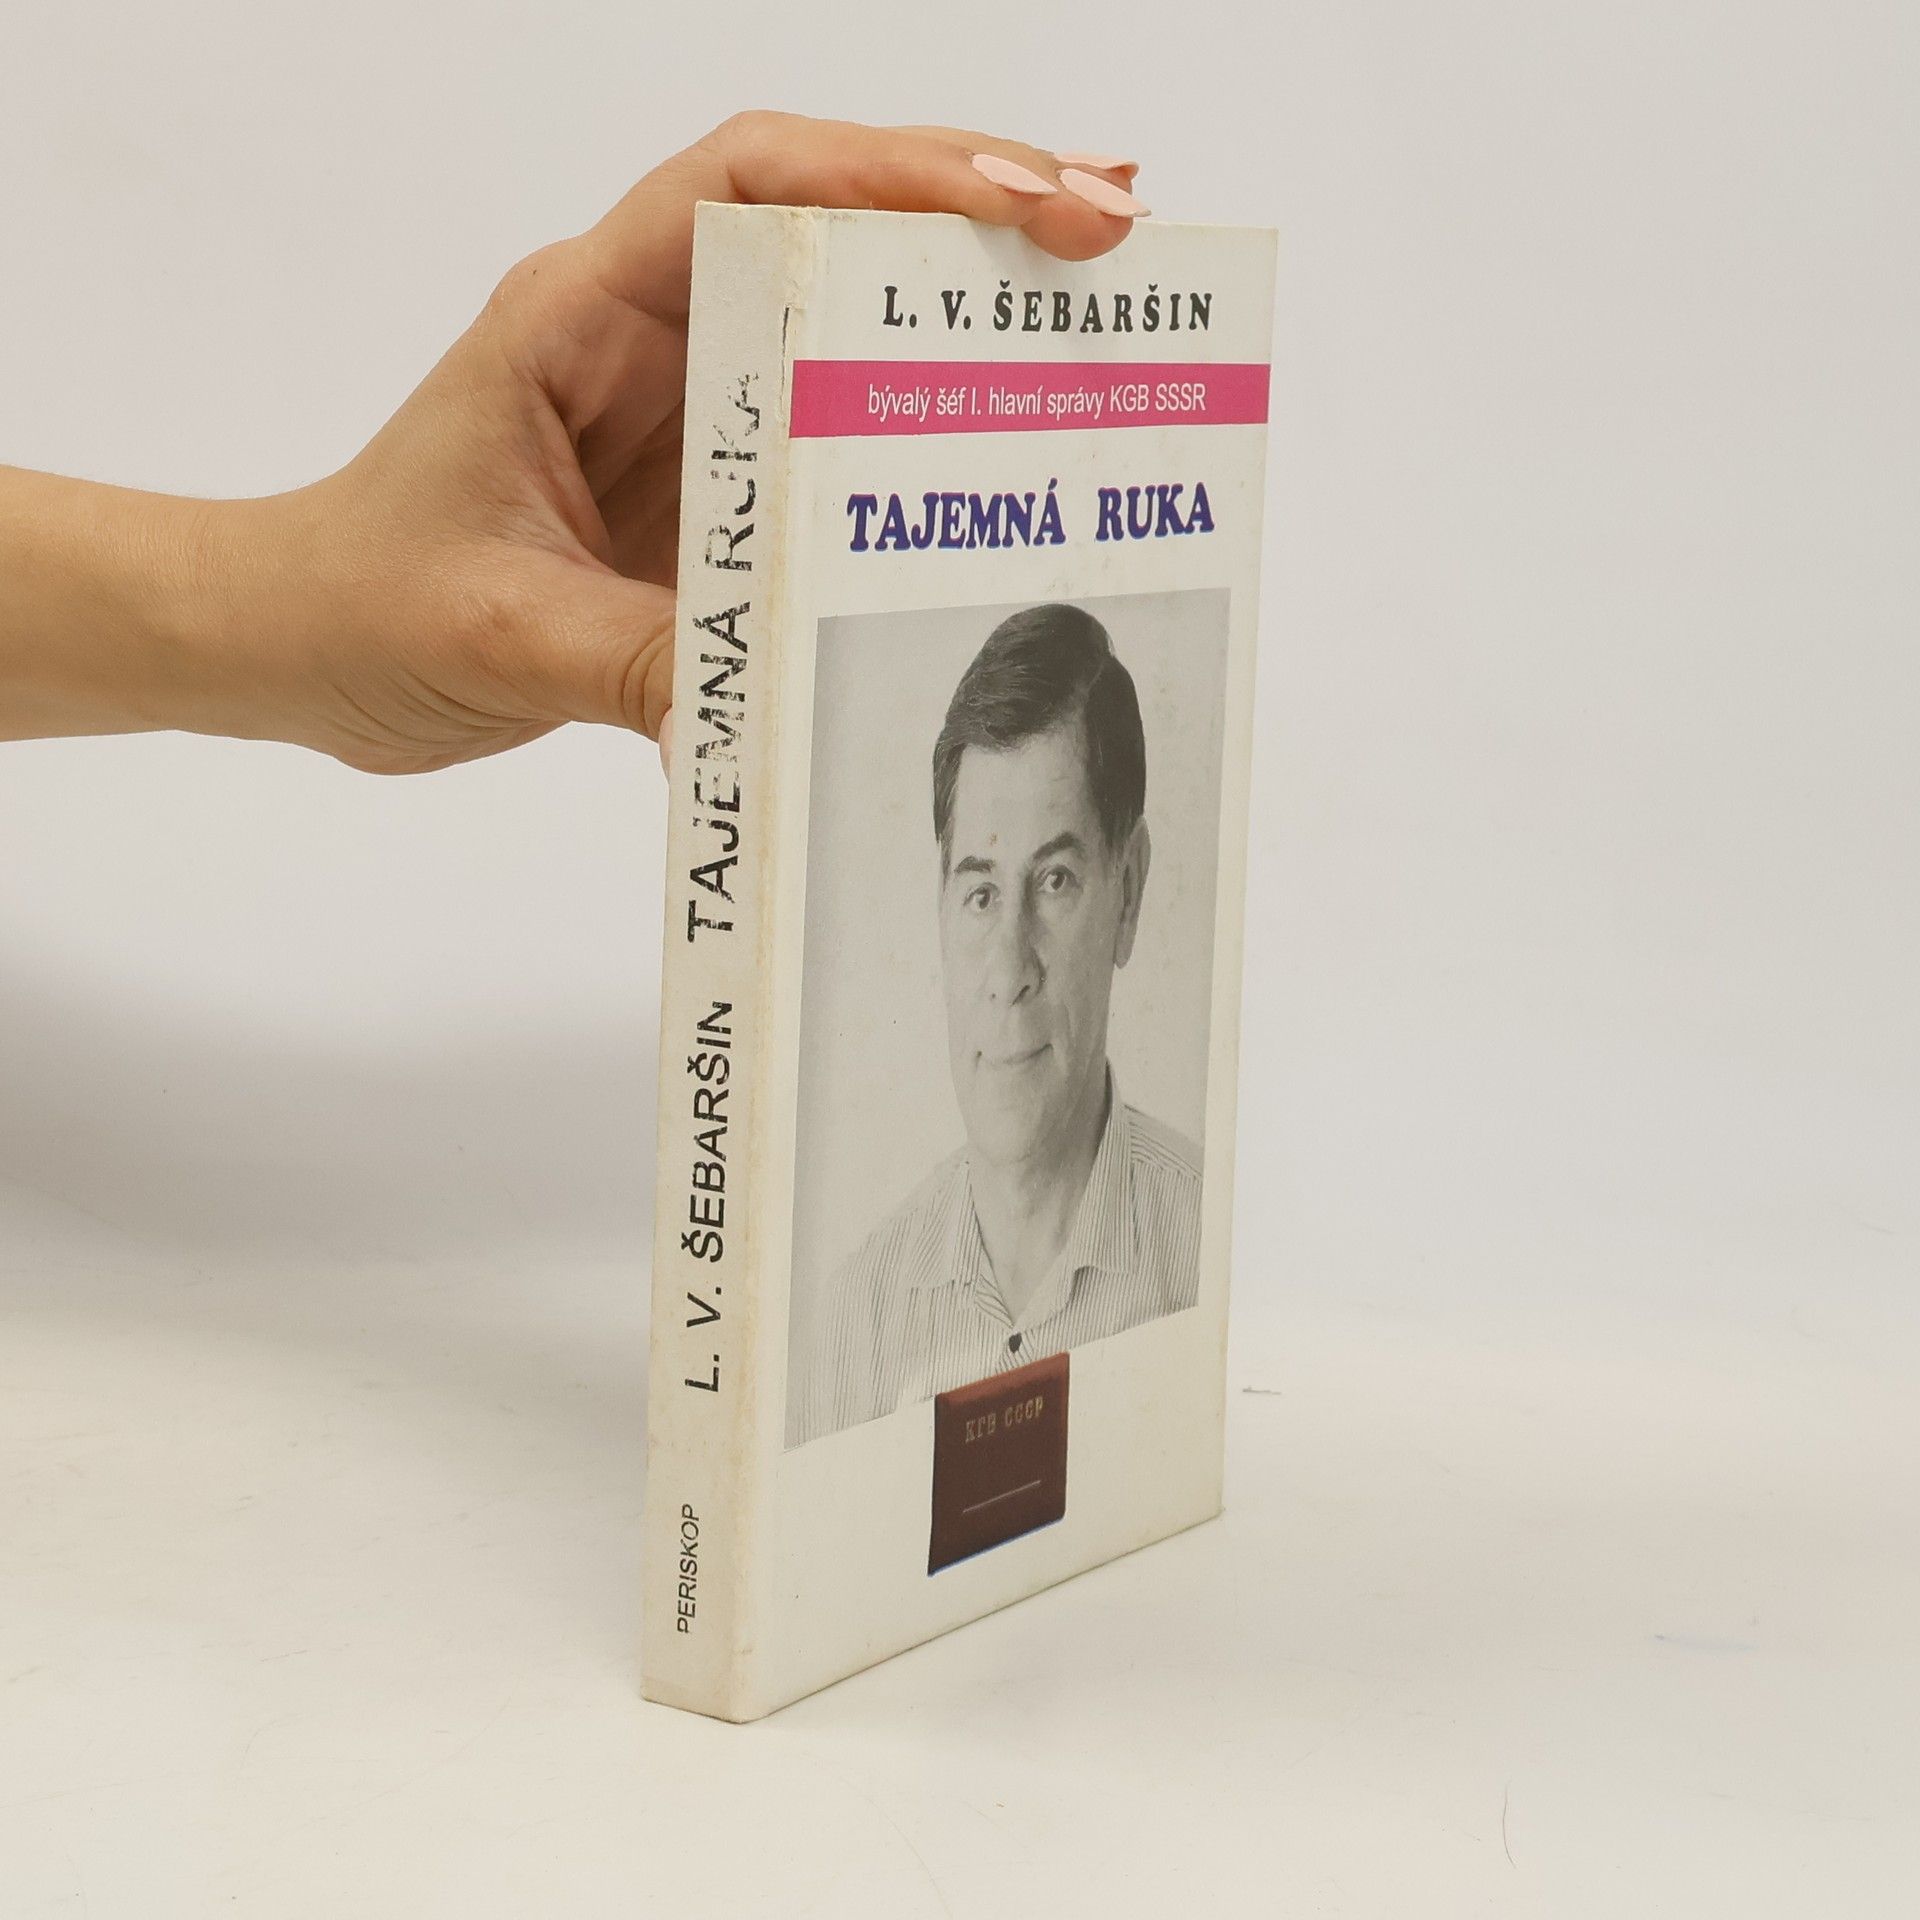 L. V. ŠEBARŠIN
bývalý šéf I. hlavní správy KGB SSSR
TAJEMNÁ RUKA
КГБ СССР
L. V. ŠEBARŠIN TAJEMNÁ RUKA
PERISKOP